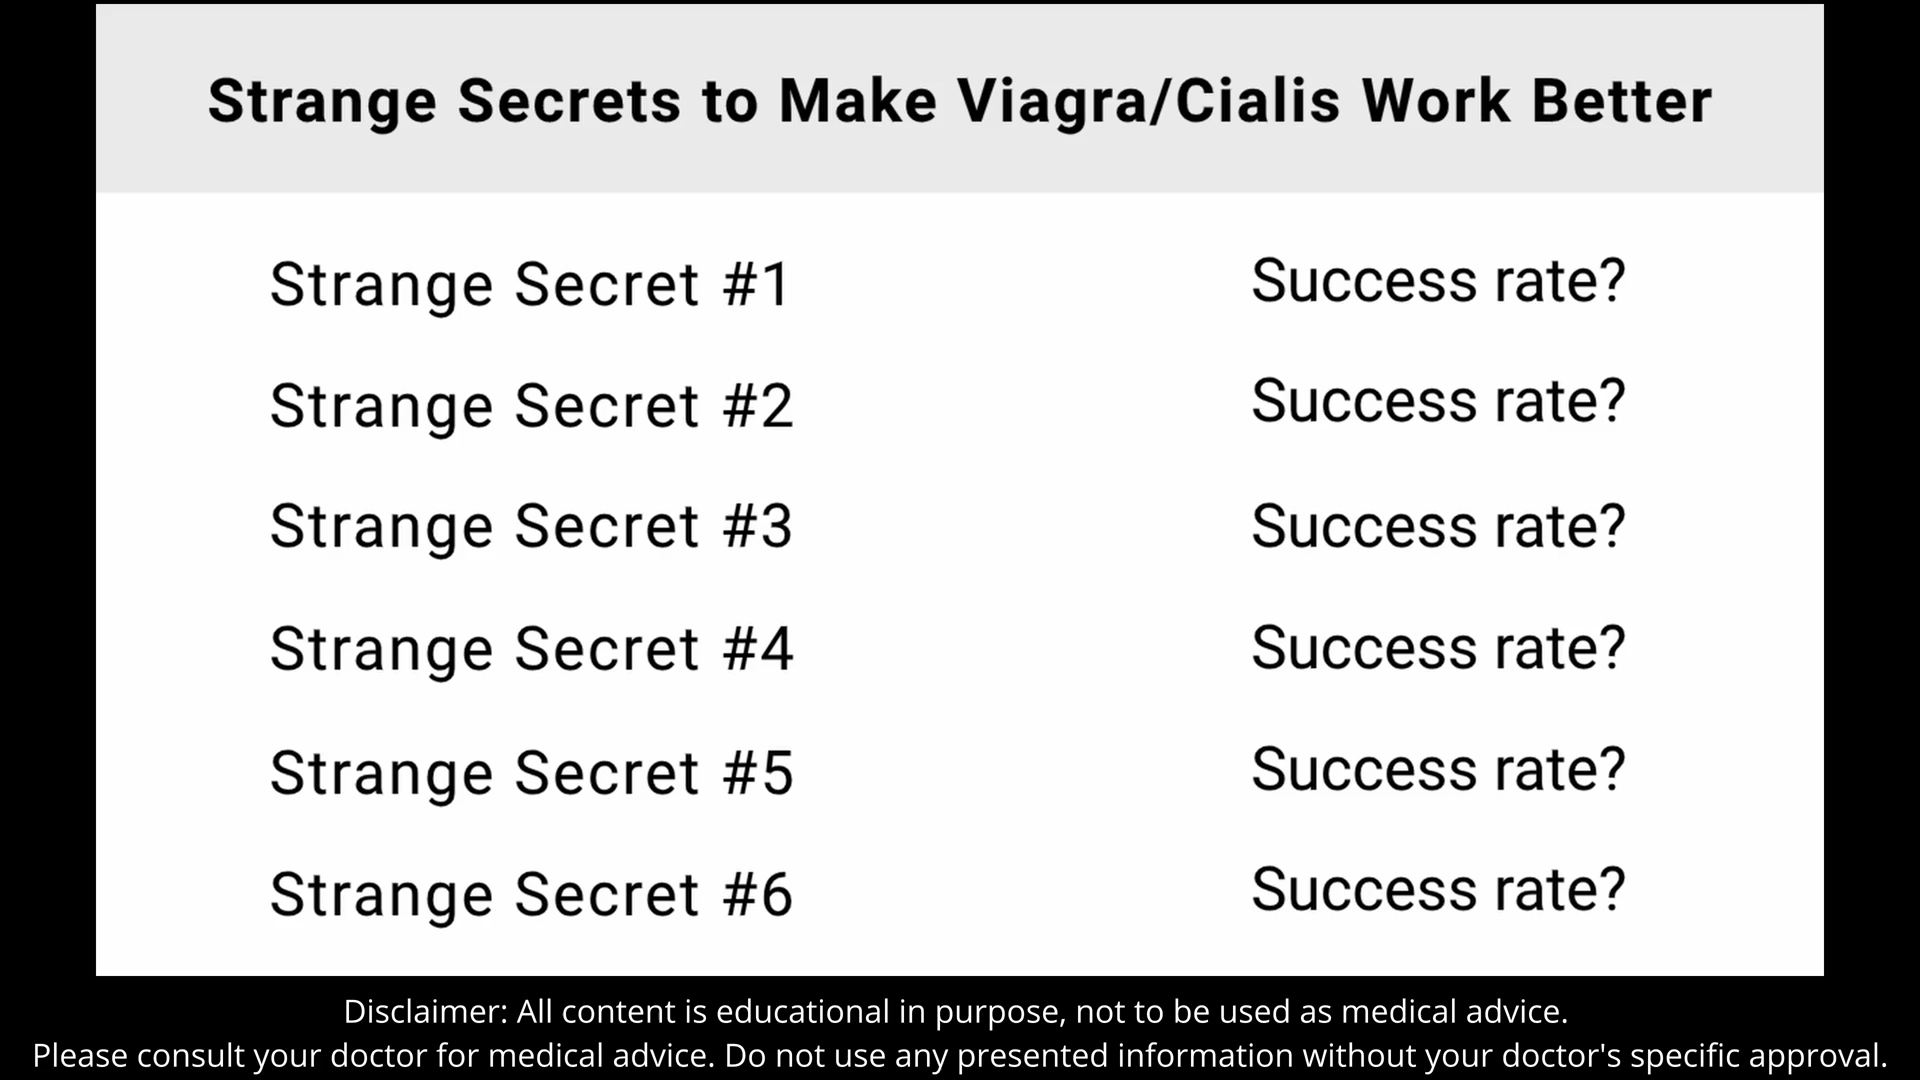 Strange Secrets to Make Viagra/Cialis Work Better
Strange Secret #1 Success rate?
Strange Secret #2 Success rate?
Strange Secret #3 Success rate?
Strange Secret #4 Success rate?
Strange Secret #5 Success rate?
Strange Secret #6 Success rate?
Disclaimer: All content is educational in purpose, not to be used as medical advice.
Please consult your doctor for medical advice. Do not use any presented information without your doctor's specific approval.